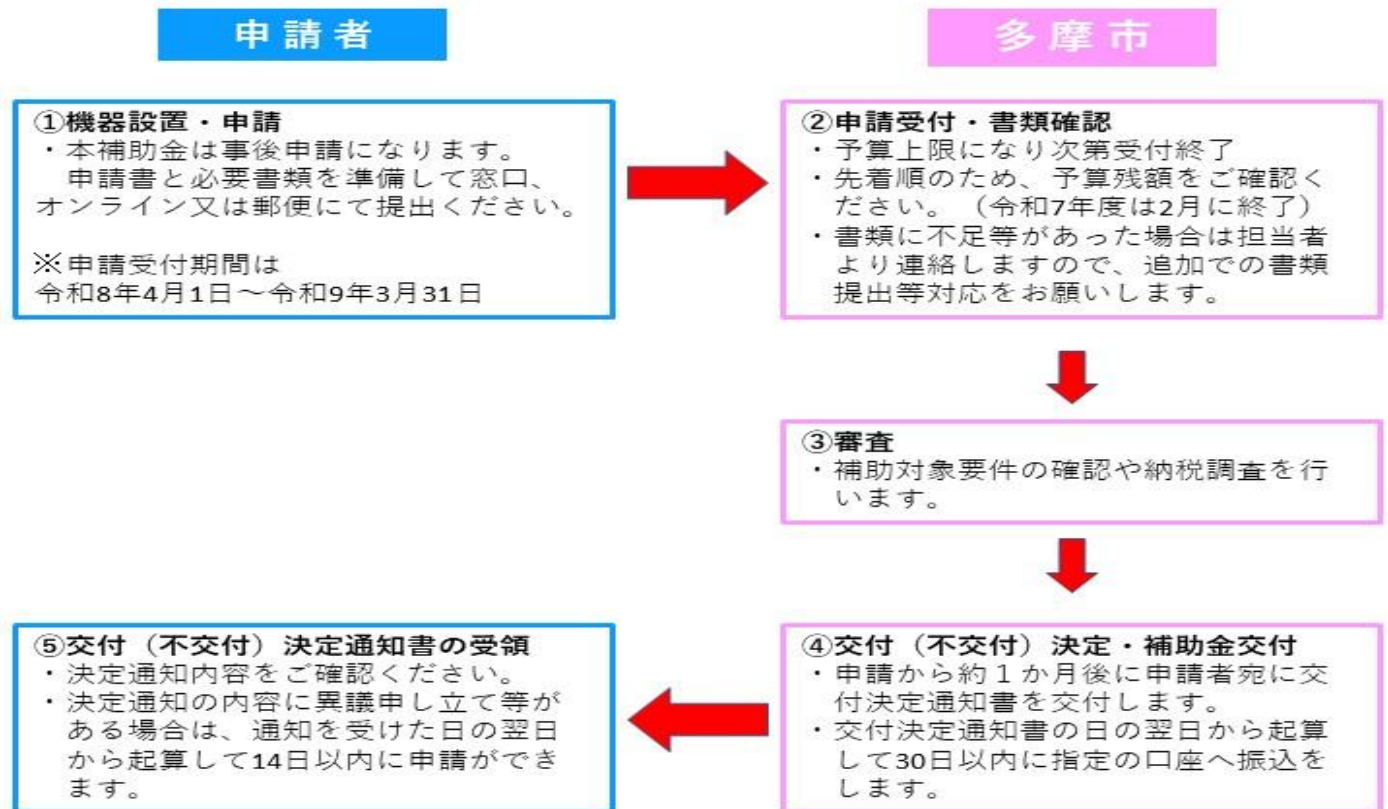 申請者
多摩市
①機器設置・申請
・本補助金は事後申請になります。
申請書と必要書類を準備して窓口、
オンライン又は郵便にて提出ください。
※申請受付期間は
令和8年4月1日～令和9年3月31日
②申請受付・書類確認
・予算上限になり次第受付終了
・先着順のため、予算残額をご確認く
ださい。（令和7年度は2月に終了）
・書類に不足等があった場合は担当者
より連絡しますので、追加での書類
提出等対応をお願いします。
③審査
・補助対象要件の確認や納税調査を行
います。
④交付（不交付）決定・補助金交付
・申請から約１か月後に申請者宛に交
付決定通知書を交付します。
・交付決定通知書の日の翌日から起算
して30日以内に指定の口座へ振込を
します。
⑤交付（不交付）決定通知書の受領
・決定通知内容をご確認ください。
・決定通知の内容に異議申し立て等が
ある場合は、通知を受けた日の翌日
から起算して14日以内に申請ができ
ます。